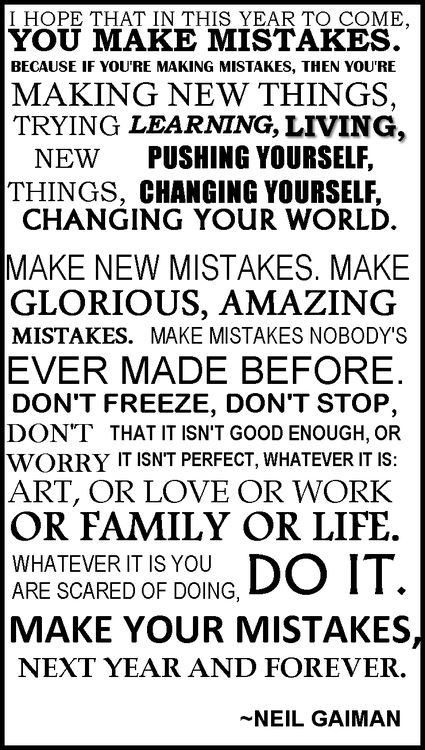 I HOPE THAT IN THIS YEAR TO COME,
YOU MAKE MISTAKES.
BECAUSE IF YOU'RE MAKING MISTAKES, THEN YOU'RE
MAKING NEW THINGS,
TRYING LEARNING, LIVING,
NEW PUSHING YOURSELF,
THINGS, CHANGING YOURSELF,
CHANGING YOUR WORLD.
MAKE NEW MISTAKES. MAKE
GLORIOUS, AMAZING
MISTAKES. MAKE MISTAKES NOBODY'S
EVER MADE BEFORE.
DON'T FREEZE, DON'T STOP,
DON'T THAT IT ISN'T GOOD ENOUGH, OR
WORRY IT ISN'T PERFECT, WHATEVER IT IS:
ART, OR LOVE OR WORK
OR FAMILY OR LIFE.
WHATEVER IT IS YOU
ARE SCARED OF DOING, DO IT.
MAKE YOUR MISTAKES,
NEXT YEAR AND FOREVER.
~NEIL GAIMAN